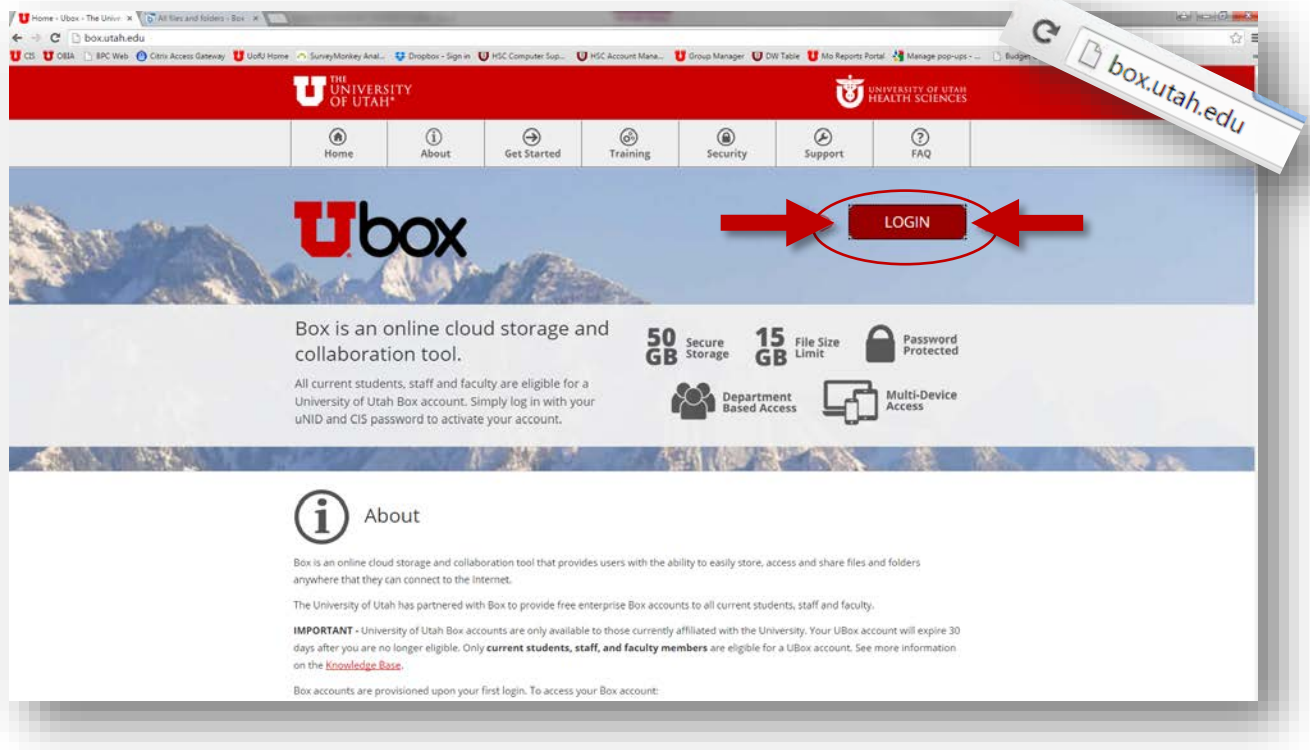 Home - Ubox - The Univer
All files and folders - Box
box.utah.edu
CIS OBIA BPC Web Citrix Access Gateway UofU Home SurveyMonkey Anal... Dropbox - Sign in HSC Computer Sup... HSC Account Mana... Group Manager DW Table Mo Reports Portal Manage pop-ups - ...
box.utah.edu
THE
UNIVERSITY
OF UTAH®
UNIVERSITY OF UTAH
HEALTH SCIENCES
Home About Get Started Training Security Support FAQ
Ubox
LOGIN
Box is an online cloud storage and
collaboration tool.
All current students, staff and faculty are eligible for a
University of Utah Box account. Simply log in with your
uNID and CIS password to activate your account.
50 GB Secure Storage
15 GB File Size Limit
Password Protected
Department Based Access
Multi-Device Access
About
Box is an online cloud storage and collaboration tool that provides users with the ability to easily store, access and share files and folders
anywhere that they can connect to the Internet.
The University of Utah has partnered with Box to provide free enterprise Box accounts to all current students, staff and faculty.
IMPORTANT - University of Utah Box accounts are only available to those currently affiliated with the University. Your UBox account will expire 30
days after you are no longer eligible. Only current students, staff, and faculty members are eligible for a UBox account. See more information
on the Knowledge Base.
Box accounts are provisioned upon your first login. To access your Box account: